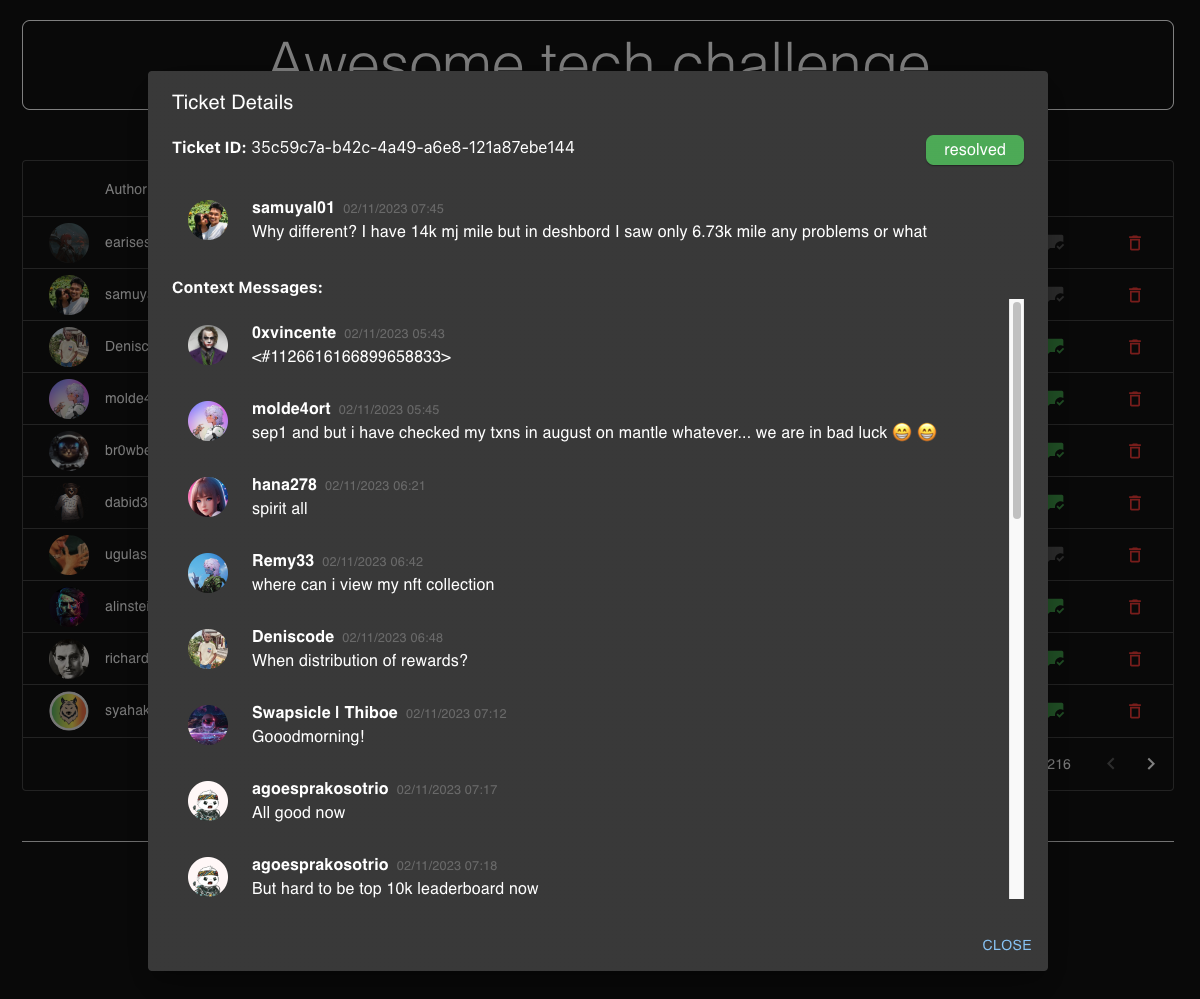 Awesome tech challenge
Ticket Details
Ticket ID: 35c59c7a-b42c-4a49-a6e8-121a87ebe144
resolved
samuyal01 02/11/2023 07:45
Why different? I have 14k mj mile but in deshbord I saw only 6.73k mile any problems or what
Context Messages:
0xvincente 02/11/2023 05:43
<#1126616166899658833>
molde4ort 02/11/2023 05:45
sep1 and but i have checked my txns in august on mantle whatever... we are in bad luck 😁 😁
hana278 02/11/2023 06:21
spirit all
Remy33 02/11/2023 06:42
where can i view my nft collection
Deniscode 02/11/2023 06:48
When distribution of rewards?
Swapsicle | Thiboe 02/11/2023 07:12
Gooodmorning!
agoesprakosotrio 02/11/2023 07:17
All good now
agoesprakosotrio 02/11/2023 07:18
But hard to be top 10k leaderboard now
CLOSE
Author
earises
samuy
Denisc
molde4
br0wbe
dabid3
ugulas
alinstei
richard
syahak
216